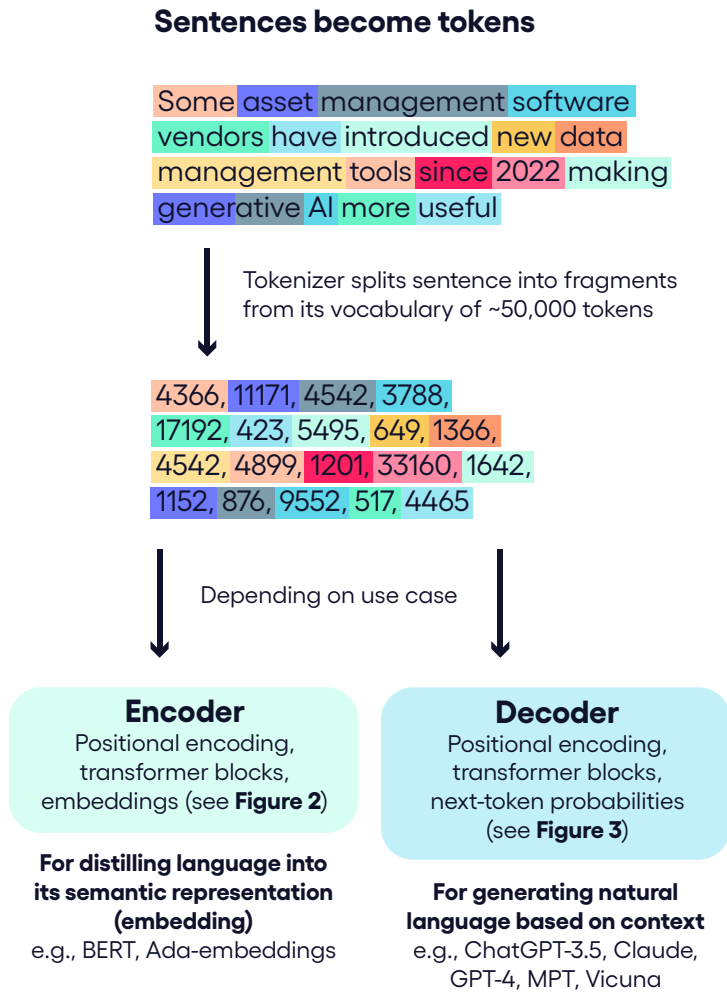 Sentences become tokens
Some asset management software
vendors have introduced new data
management tools since 2022 making
generative AI more useful
Tokenizer splits sentence into fragments
from its vocabulary of ~50,000 tokens
4366, 11171, 4542, 3788,
17192, 423, 5495, 649, 1366,
4542, 4899, 1201, 33160, 1642,
1152, 876, 9552, 517, 4465
Depending on use case
Encoder
Positional encoding,
transformer blocks,
embeddings (see Figure 2)
For distilling language into
its semantic representation
(embedding)
e.g., BERT, Ada-embeddings
Decoder
Positional encoding,
transformer blocks,
next-token probabilities
(see Figure 3)
For generating natural
language based on context
e.g., ChatGPT-3.5, Claude,
GPT-4, MPT, Vicuna